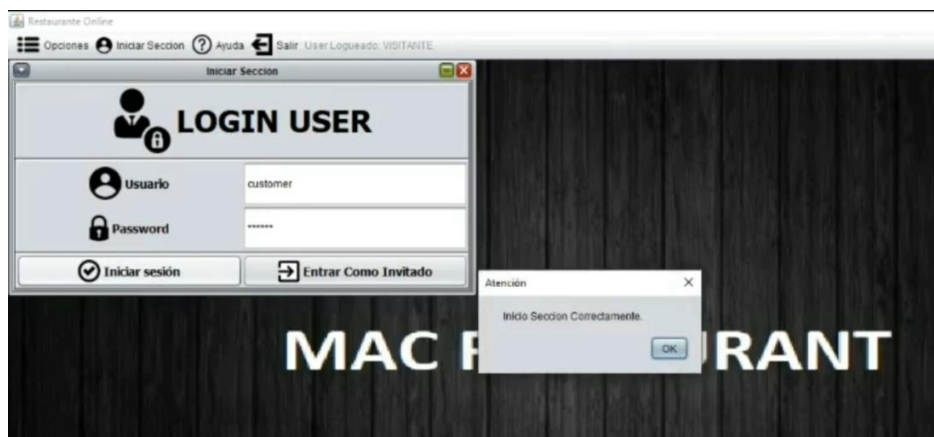 Restaurante Online
Opciones Iniciar Seccion Ayuda Salir User Logueado: VISITANTE
Iniciar Seccion
LOGIN USER
Usuario customer
Password ******
Iniciar sesión Entrar Como Invitado
Atención
Inicio Seccion Correctamente.
OK
MAC R RANT